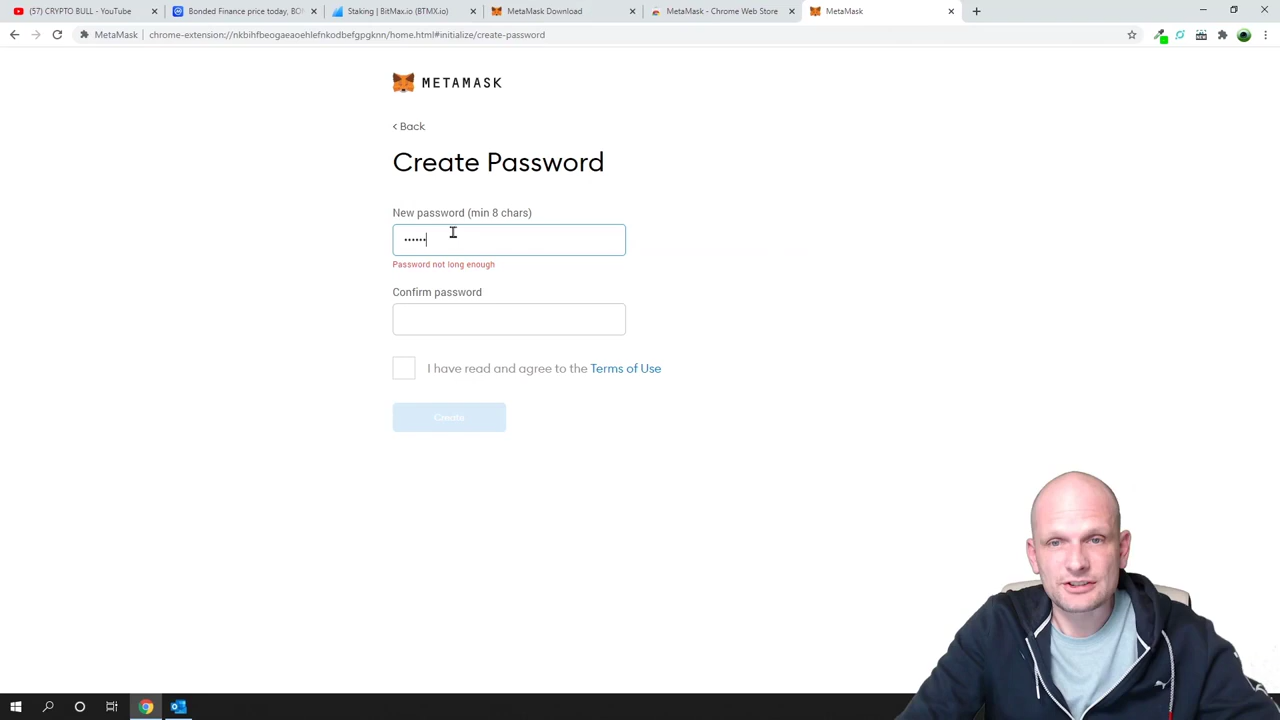 (57) CRYPTO BULL - YouTube
Bonded Finance price today, BON
Staking | BitMax.io (BTMX.io)
MetaMask Download
MetaMask - Chrome Web Store
MetaMask
MetaMask
chrome-extension://nkbihfbeogaeaoehlefnkodbefgpgknn/home.html#initialize/create-password
METAMASK
< Back
Create Password
New password (min 8 chars)
••••••
Password not long enough
Confirm password
I have read and agree to the Terms of Use
Create